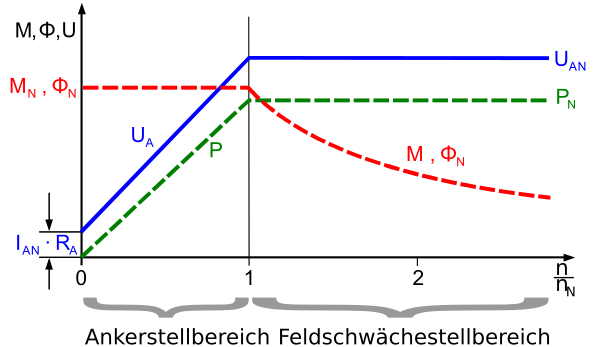 M,Φ,U
U_AN
M_N , Φ_N
P_N
U_A
P
M , Φ_N
I_AN · R_A
0
1
2
n/n_N
Ankerstellbereich Feldschwächestellbereich